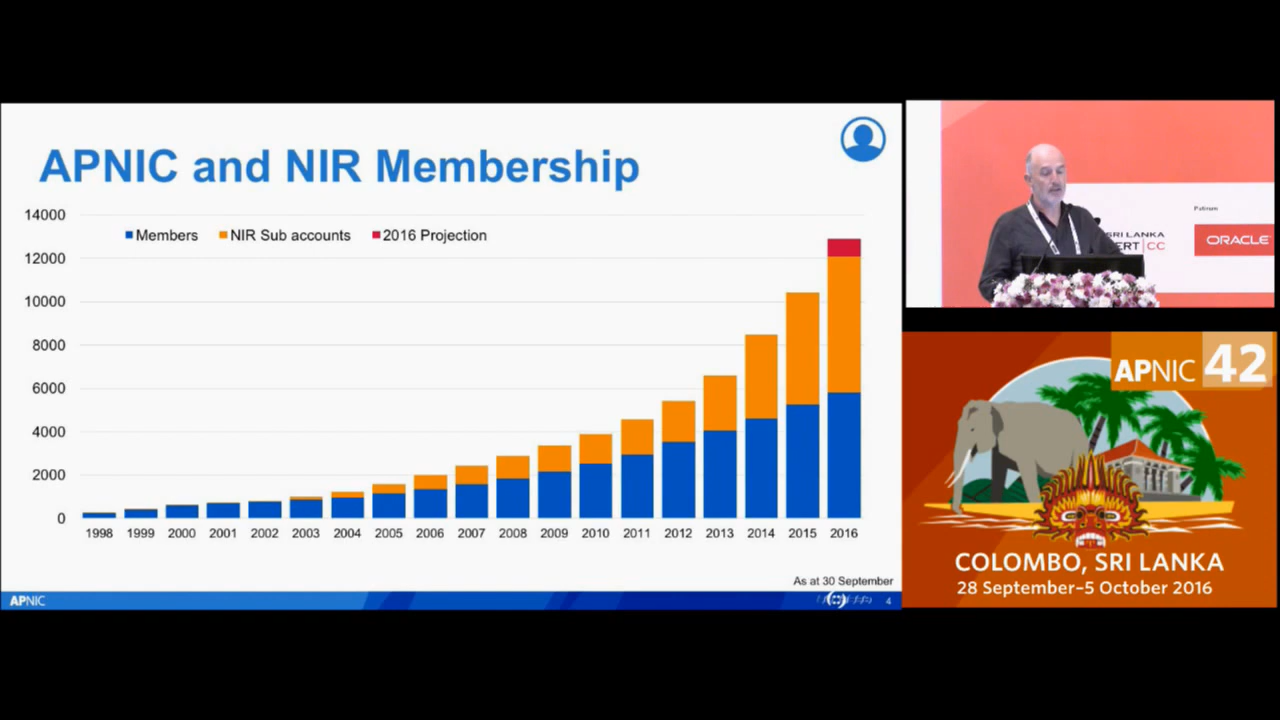 APNIC and NIR Membership
14000
Members NIR Sub accounts 2016 Projection
12000
10000
8000
6000
4000
2000
0
1998 1999 2000 2001 2002 2003 2004 2005 2006 2007 2008 2009 2010 2011 2012 2013 2014 2015 2016
As at 30 September
APNIC
4
Platinum
SRI LANKA
ERT|CC
ORACLE
APNIC 42
COLOMBO, SRI LANKA
28 September–5 October 2016